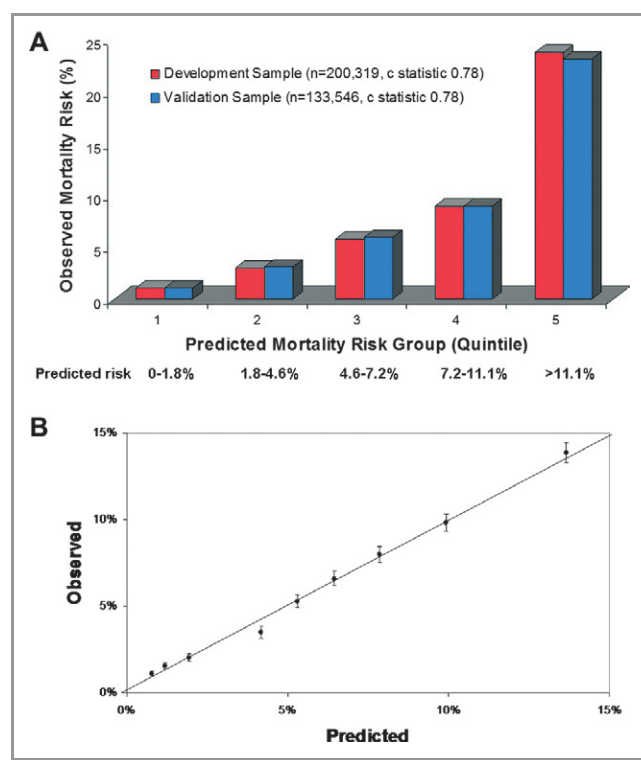 A
Observed Mortality Risk (%)
25
20
15
10
5
0
Development Sample (n=200,319, c statistic 0.78)
Validation Sample (n=133,546, c statistic 0.78)
1 2 3 4 5
Predicted Mortality Risk Group (Quintile)
Predicted risk 0-1.8% 1.8-4.6% 4.6-7.2% 7.2-11.1% >11.1%
B
Observed
15%
10%
5%
0%
0% 5% 10% 15%
Predicted